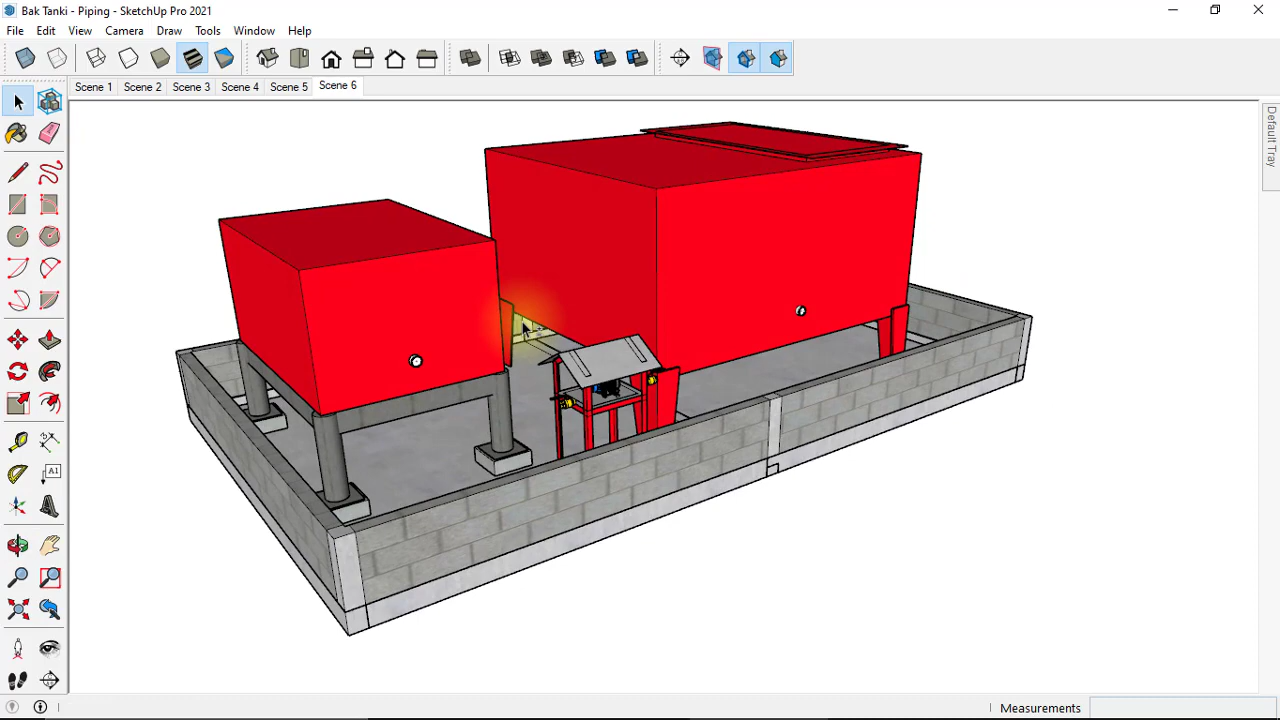 Bak Tanki - Piping - SketchUp Pro 2021
File Edit View Camera Draw Tools Window Help
Scene 1 Scene 2 Scene 3 Scene 4 Scene 5 Scene 6
Default Tray
A1
Measurements